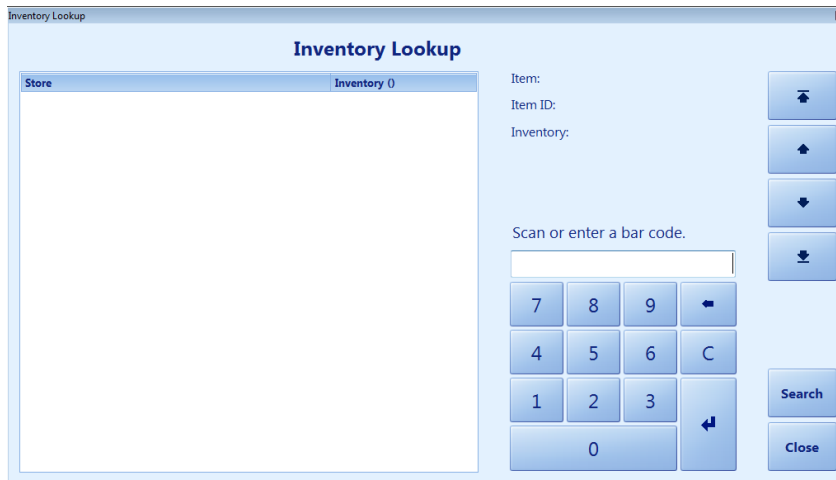 Inventory Lookup
Inventory Lookup
Store Inventory ()
Item:
Item ID:
Inventory:
Scan or enter a bar code.
7 8 9
4 5 6 C
1 2 3
0
Search
Close